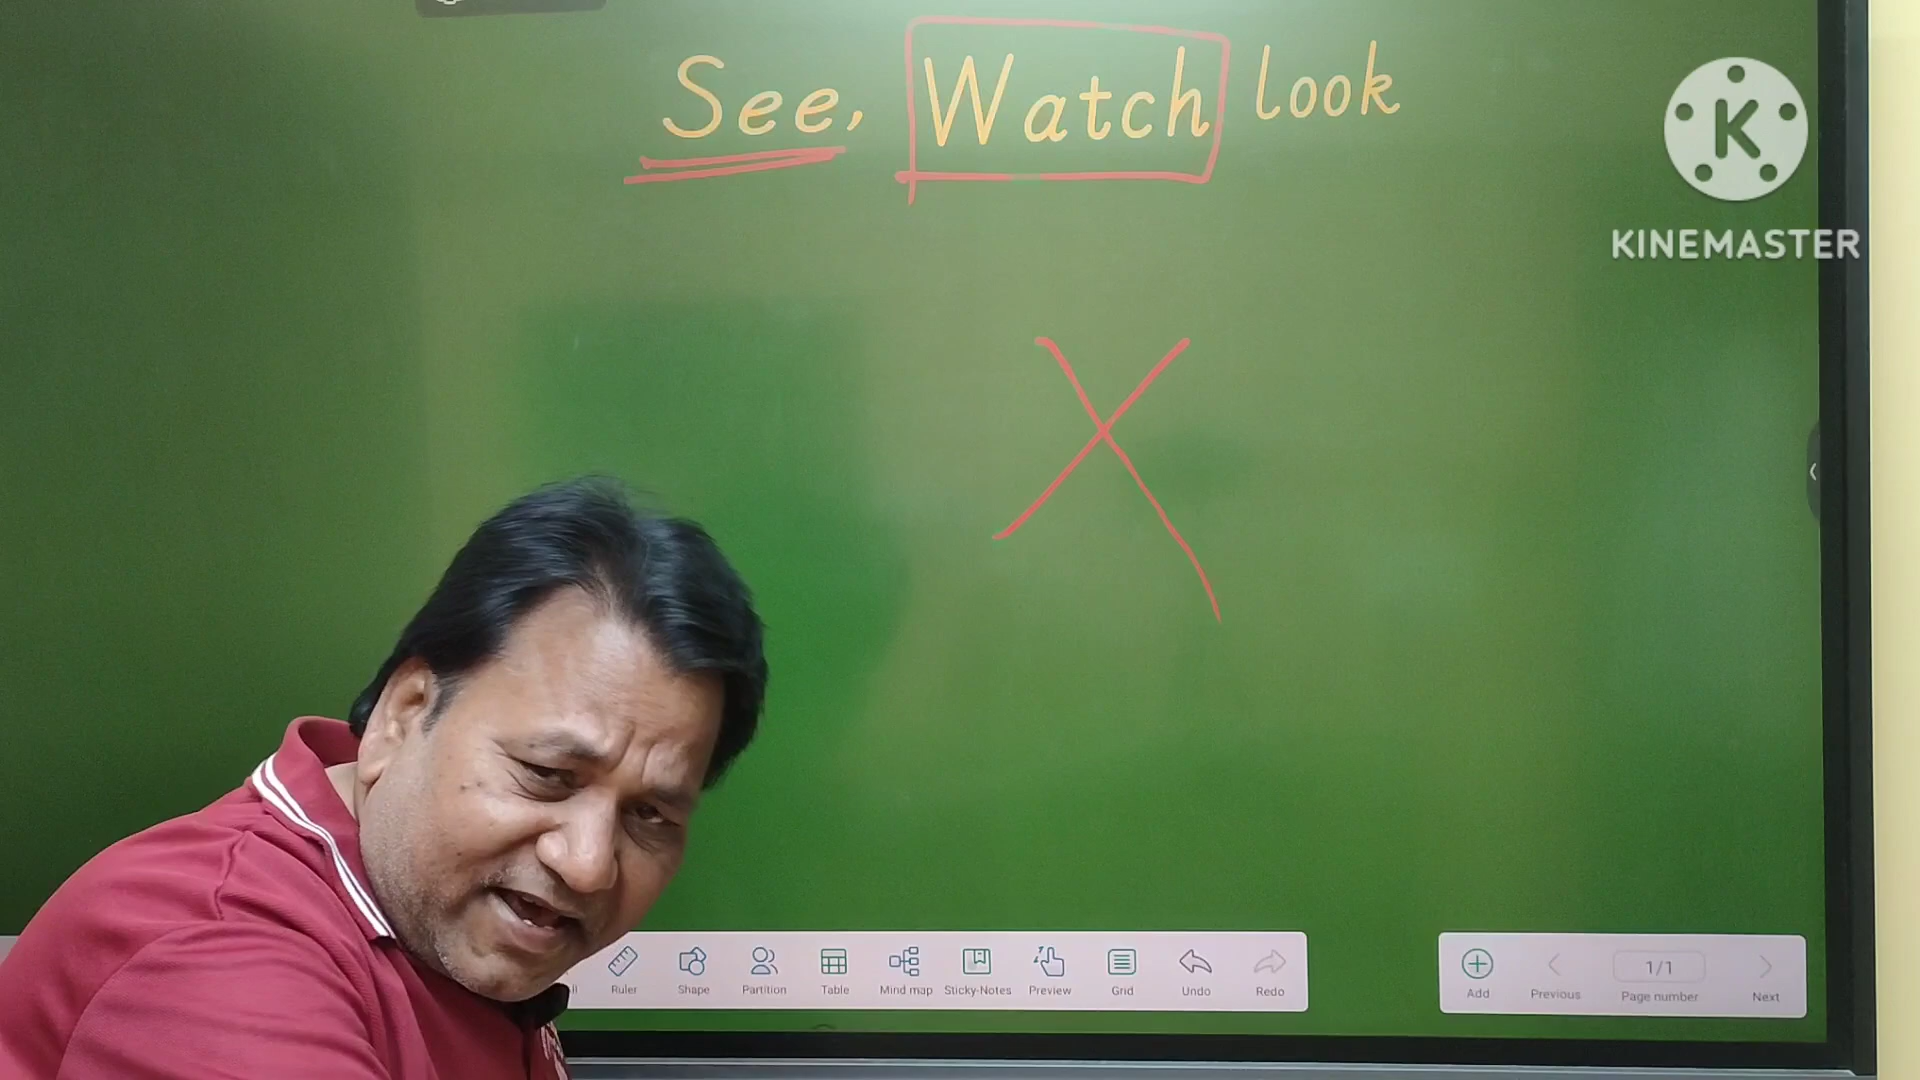 See, Watch look
K
KINEMASTER
X
Ruler Shape Partition Table Mind map Sticky-Notes Preview Grid Undo Redo
1/1
Add Previous Page number Next